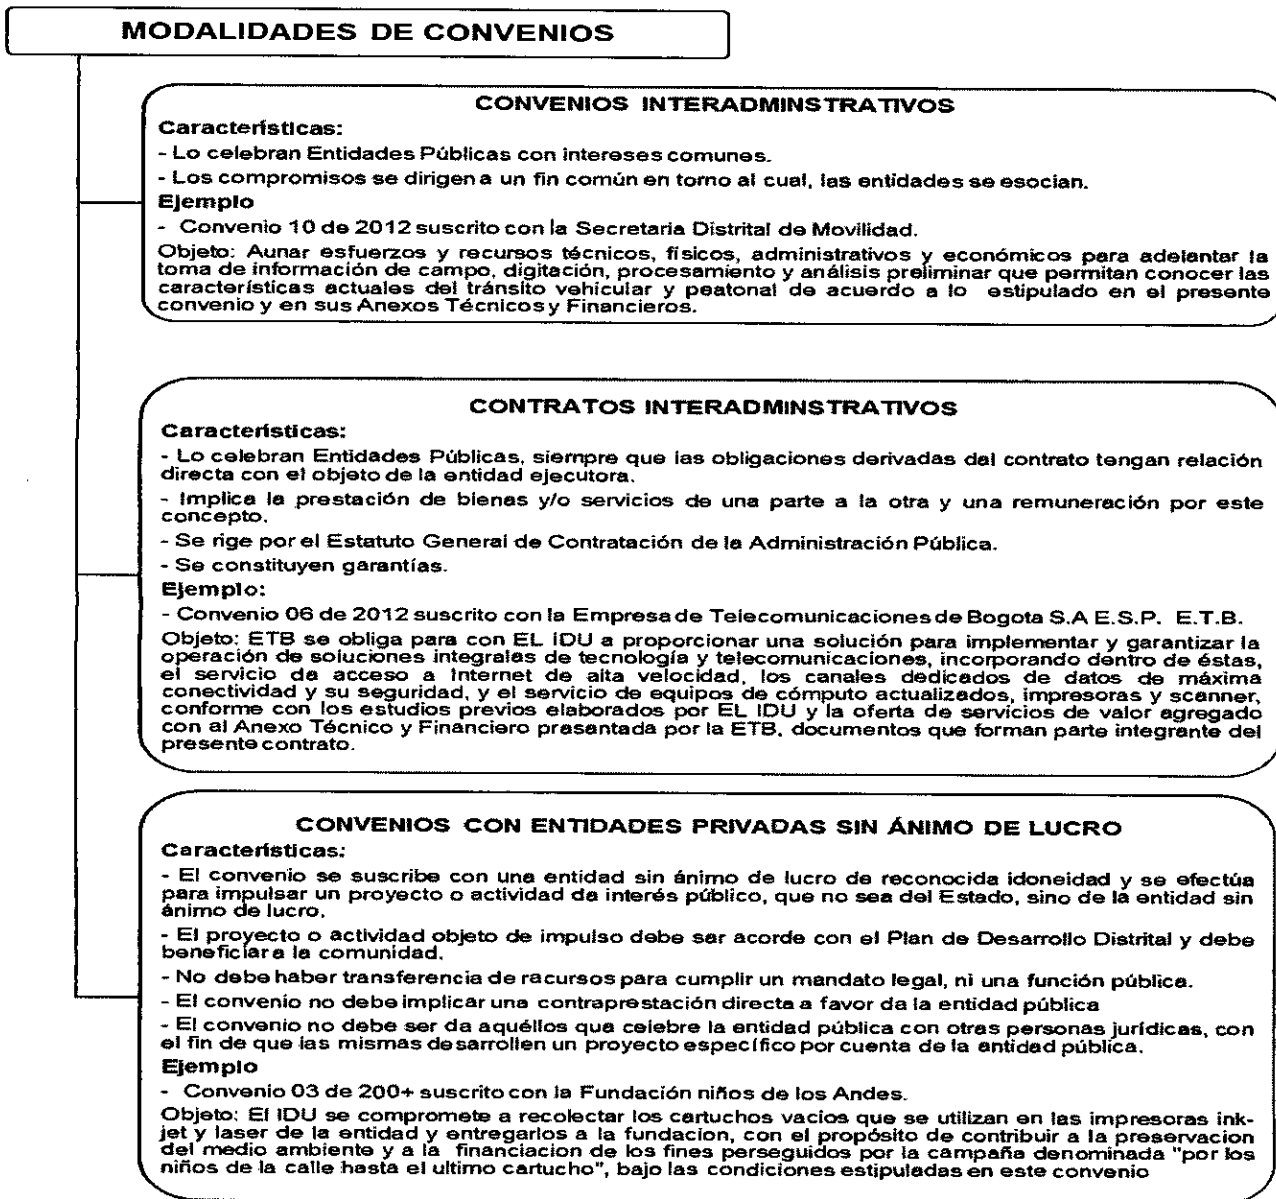 MODALIDADES DE CONVENIOS
CONVENIOS INTERADMINSTRATIVOS
Características:
- Lo celebran Entidades Públicas con intereses comunes.
- Los compromisos se dirigen a un fin común en torno al cual, las entidades se esocian.
Ejemplo
- Convenio 10 de 2012 suscrito con la Secretaria Distrital de Movilidad.
Objeto: Aunar esfuerzos y recursos técnicos, físicos, administrativos y económicos para adelantar la
toma de información de campo, digitación, procesamiento y análisis preliminar que permitan conocer las
características actuales del tránsito vehicular y peatonal de acuerdo a lo estipulado en el presente
convenio y en sus Anexos Técnicos y Financieros.
CONTRATOS INTERADMINSTRATIVOS
Características:
- Lo celebran Entidades Públicas, siempre que las obligaciones derivadas del contrato tengan relación
directa con el objeto de la entidad ejecutora.
- Implica la prestación de bienas y/o servicios de una parte a la otra y una remuneración por este
concepto.
- Se rige por el Estatuto General de Contratación de la Administración Pública.
- Se constituyen garantías.
Ejemplo:
- Convenio 06 de 2012 suscrito con la Empresa de Telecomunicaciones de Bogota S.A E.S.P. E.T.B.
Objeto: ETB se obliga para con EL IDU a proporcionar una solución para implementar y garantizar la
operación de soluciones integrales de tecnología y telecomunicaciones, incorporando dentro de éstas,
el servicio da acceso a Internet de alta velocidad, los canales dedicados de datos de máxima
conectividad y su seguridad, y el servicio de equipos de cómputo actualizados, impresoras y scanner,
conforme con los estudios previos elaborados por EL IDU y la oferta de servicios de valor agregado
con al Anexo Técnico y Financiero prasentada por la ETB, documentos que forman parte integrante del
presente contrato.
CONVENIOS CON ENTIDADES PRIVADAS SIN ÁNIMO DE LUCRO
Características:
- El convenio se suscribe con una entidad sin ánimo de lucro de reconocida idoneidad y se efectúa
para impulsar un proyecto o actividad da interés público, que no sea del Estado, sino de la entidad sin
ánimo de lucro.
- El proyecto o actividad objeto de impulso debe sar acorde con el Plan de Desarrollo Distrital y debe
beneficiar a la comunidad.
- No debe haber transferencia de racursos para cumplir un mandato legal, ni una función pública.
- El convenio no debe implicar una contraprestación directa a favor da la entidad pública
- El convenio no debe ser da aquéllos que celebre la entidad pública con otras personas jurídicas, con
el fin de que las mismas desarrollen un proyecto específico por cuenta de la antidad pública.
Ejemplo
- Convenio 03 de 200+ suscrito con la Fundación niños de los Andes.
Objeto: El IDU se compromete a recolectar los cartuchos vacios que se utilizan en las impresoras ink-
jet y laser de la entidad y entregarlos a la fundacion, con el propósito de contribuir a la preservacion
del medio ambiente y a la financiacion de los fines perseguidos por la campaña denominada "por los
niños de la calle hasta el ultimo cartucho", bajo las condiciones estipuladas en este convenio